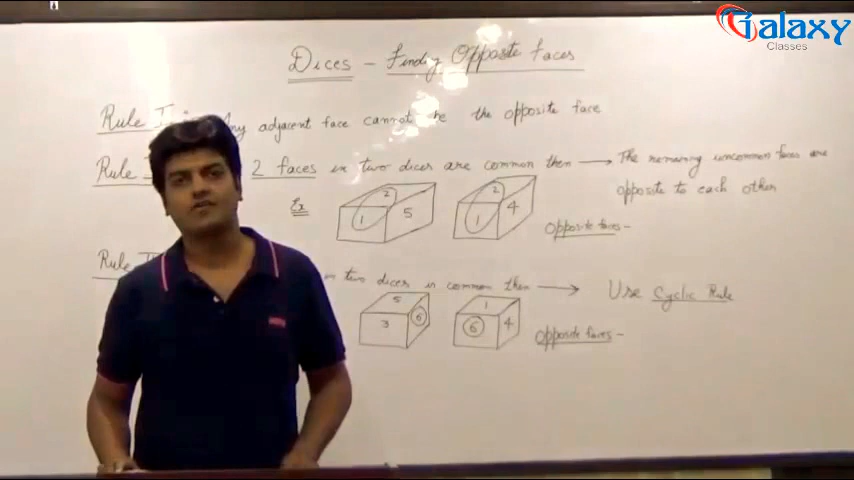 Galaxy
Classes
Dices - Finding Opposite faces
Rule I : Any adjacent face cannot be the opposite face
Rule 2 faces in two dices are common then → The remaining uncommon faces are
opposite to each other
Ex
1 2 5
1 2 4
Opposite faces -
Rule in two dices is common then → Use Cyclic Rule
5 3 6
1 6 4
Opposite faces -